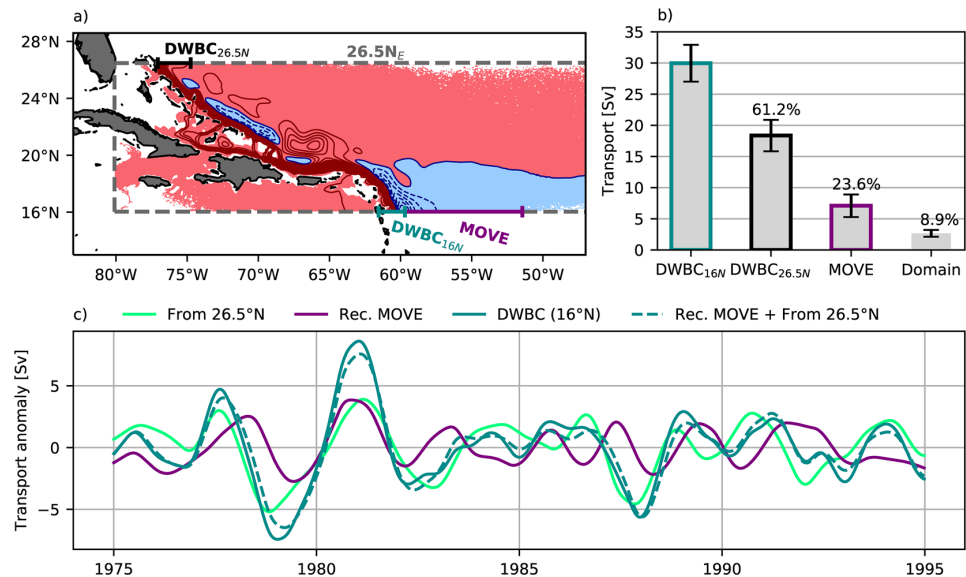 a)
28°N
24°N
20°N
16°N
DWBC26.5N
26.5NE
DWBC16N
MOVE
80°W 75°W 70°W 65°W 60°W 55°W 50°W
b)
Transport [Sv]
35
30
25
20
15
10
5
0
61.2%
23.6%
8.9%
DWBC16N DWBC26.5N MOVE Domain
c) From 26.5°N Rec. MOVE DWBC (16°N) Rec. MOVE + From 26.5°N
Transport anomaly [Sv]
5
0
−5
1975 1980 1985 1990 1995